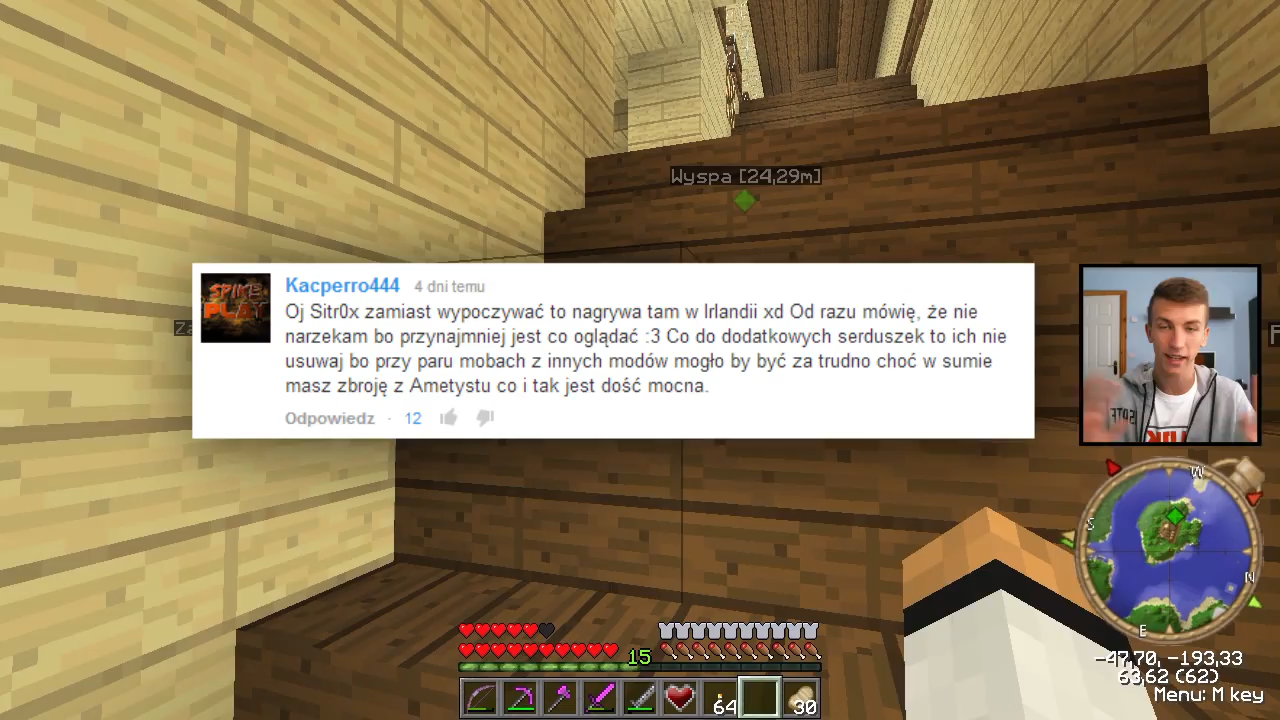 Wyspa [24,29m]
Za
SPIKE
PLAY
Kacperro444 4 dni temu
Oj Sitr0x zamiast wypoczywać to nagrywa tam w Irlandii xd Od razu mówię, że nie
narzekam bo przynajmniej jest co oglądać :3 Co do dodatkowych serduszek to ich nie
usuwaj bo przy paru mobach z innych modów mogło by być za trudno choć w sumie
masz zbroję z Ametystu co i tak jest dość mocna.
Odpowiedz · 12
W
S
N
E
15
64
30
-47,70, -193,33
63,62 (62)
Menu: M key